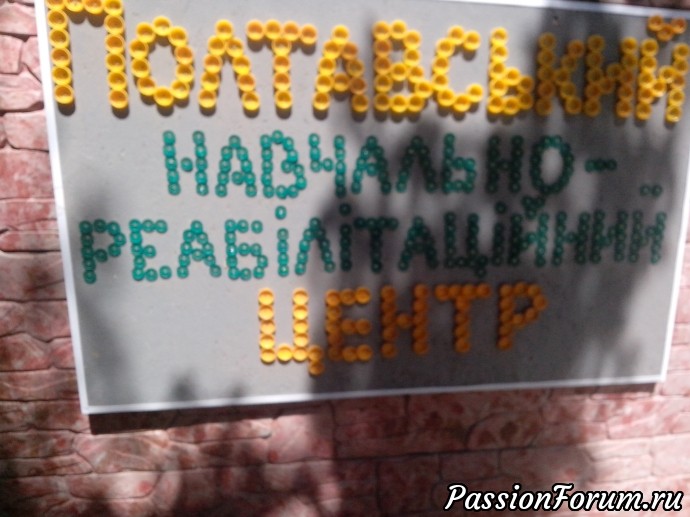 ПОЛТАВСЬКИЙ
НАВЧАЛЬНО-
РЕАБІЛІТАЦІЙНИЙ
ЦЕНТР
PassionForum.ru